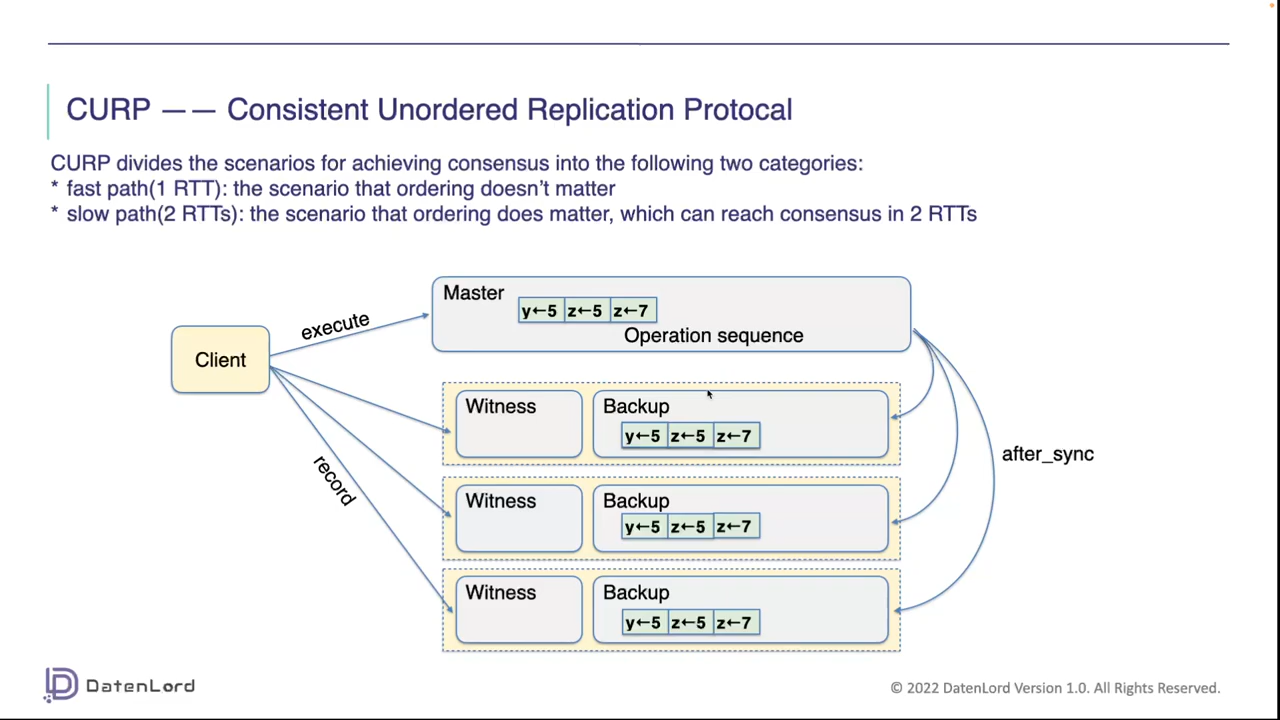 CURP —— Consistent Unordered Replication Protocal
CURP divides the scenarios for achieving consensus into the following two categories:
* fast path(1 RTT): the scenario that ordering doesn't matter
* slow path(2 RTTs): the scenario that ordering does matter, which can reach consensus in 2 RTTs
Master
y←5 z←5 z←7
Operation sequence
execute
Client
Witness
Backup
y←5 z←5 z←7
record
after_sync
Witness
Backup
y←5 z←5 z←7
Witness
Backup
y←5 z←5 z←7
DatenLord
© 2022 DatenLord Version 1.0. All Rights Reserved.